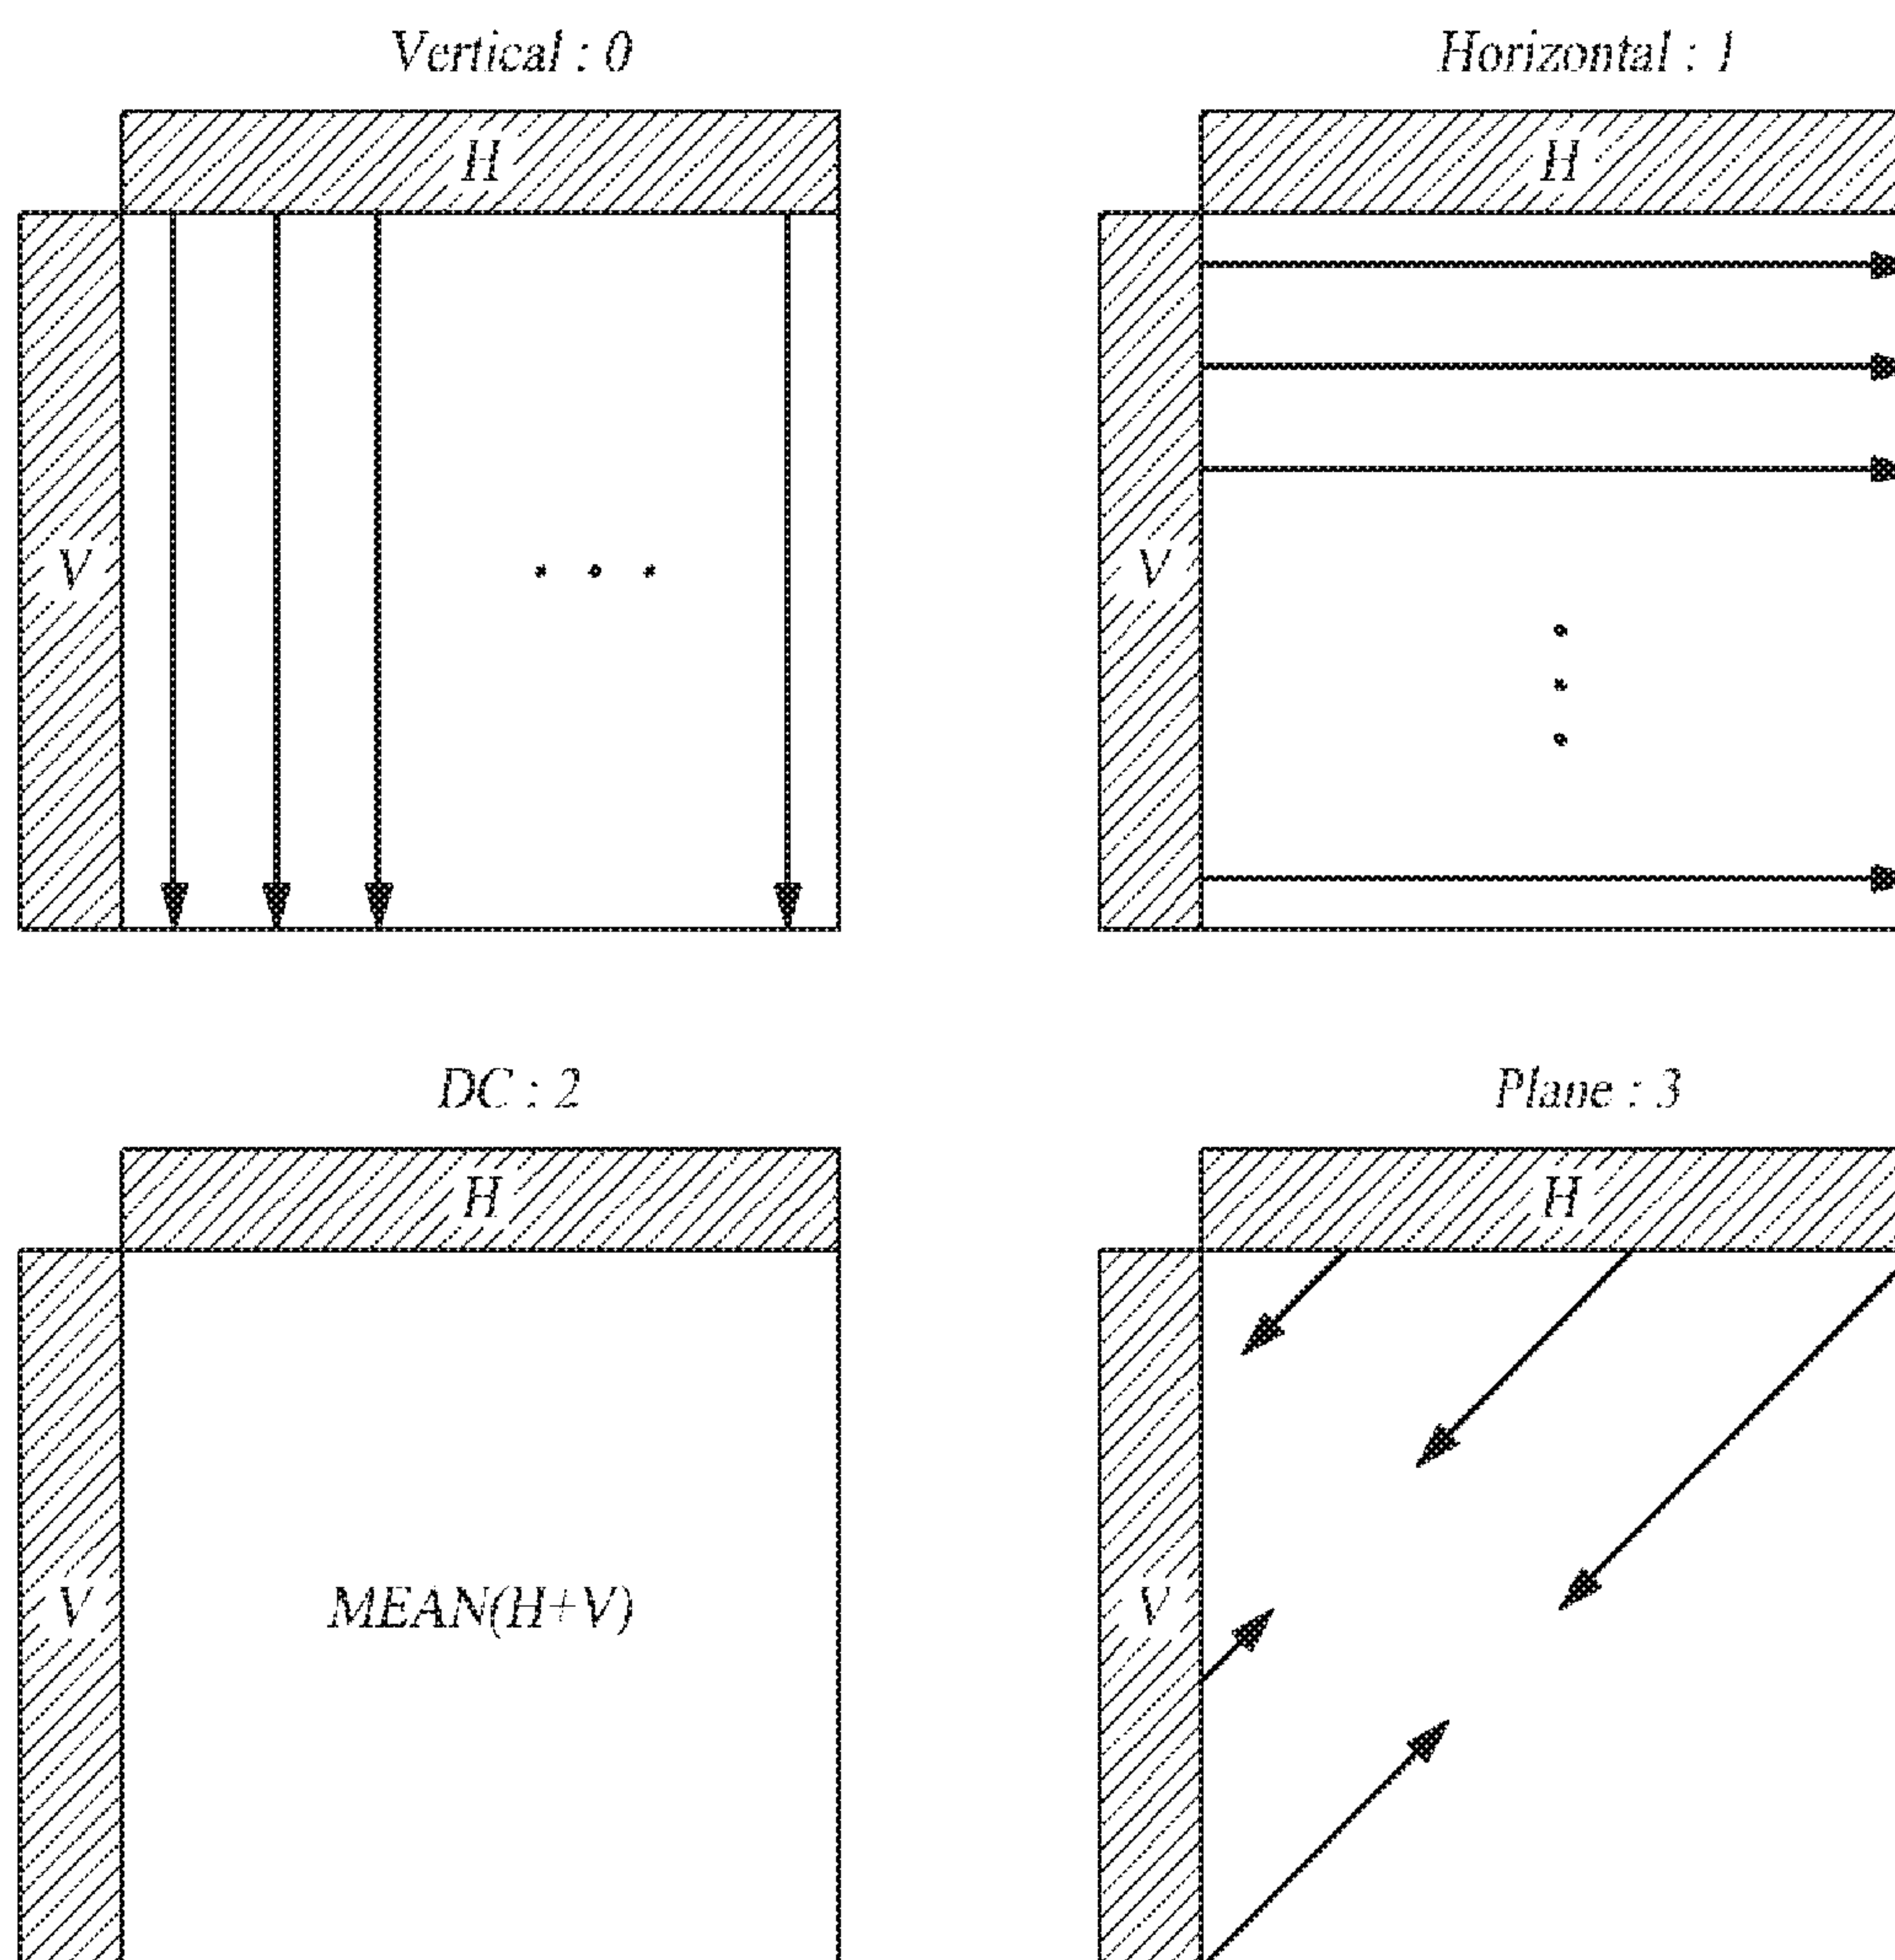 Vertical : 0
Horizontal : 1
H
H
V
V
DC : 2
Plane : 3
H
H
V
MEAN(H+V)
V